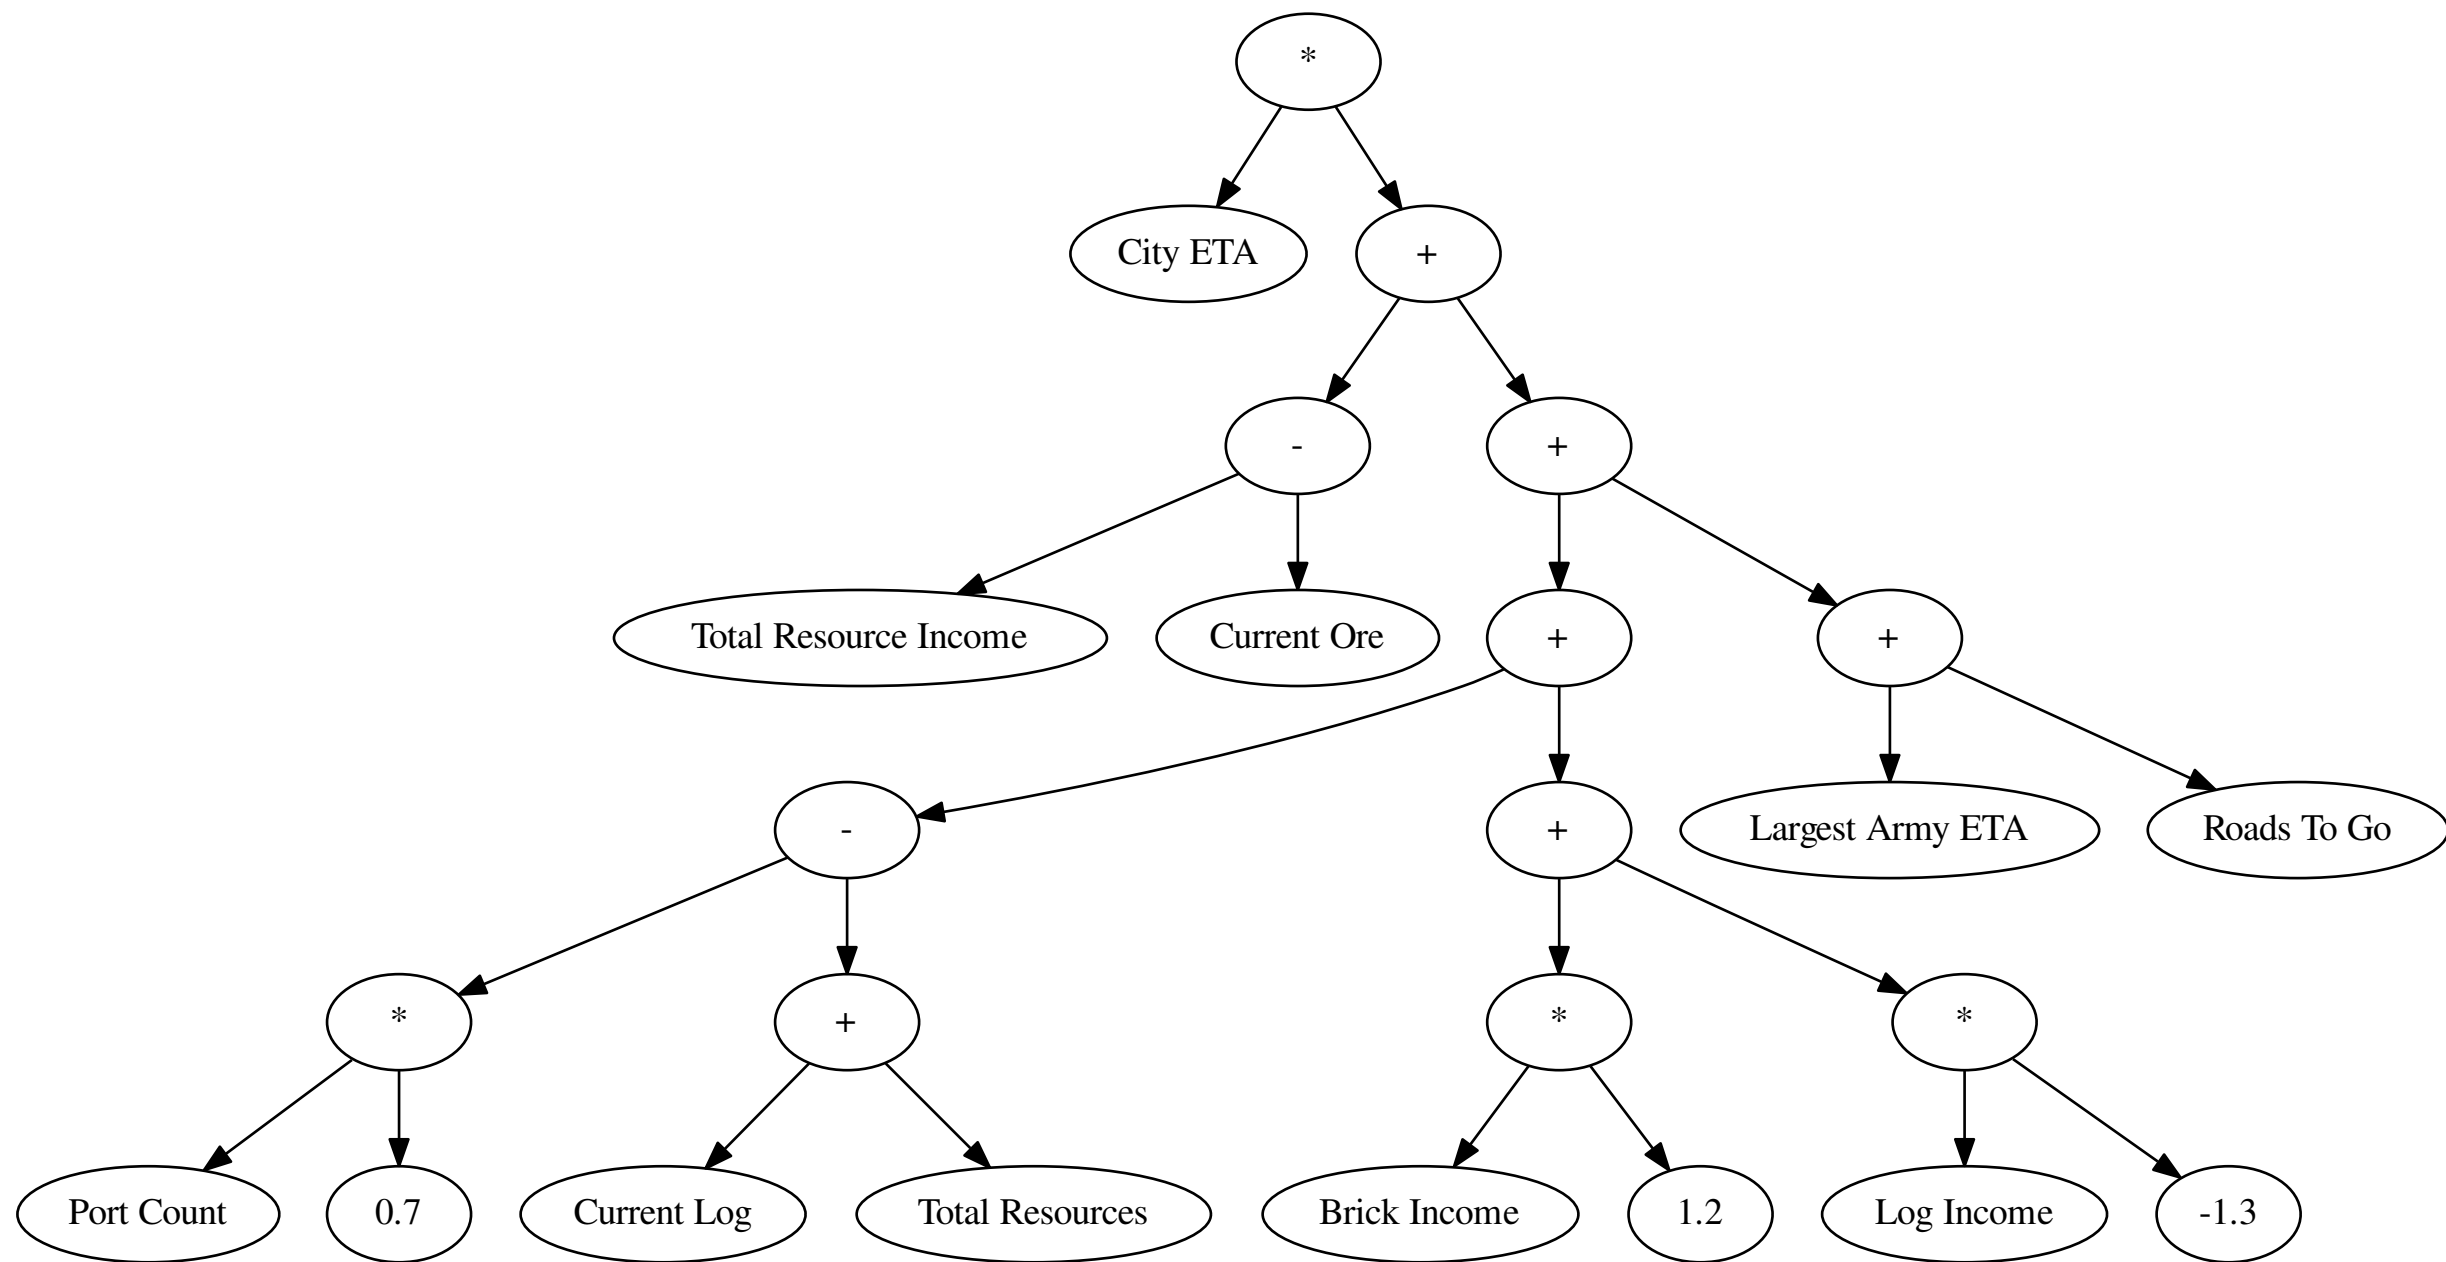 *
City ETA
+
-
+
Total Resource Income
Current Ore
+
+
-
+
Largest Army ETA
Roads To Go
*
+
*
*
Port Count
0.7
Current Log
Total Resources
Brick Income
1.2
Log Income
-1.3